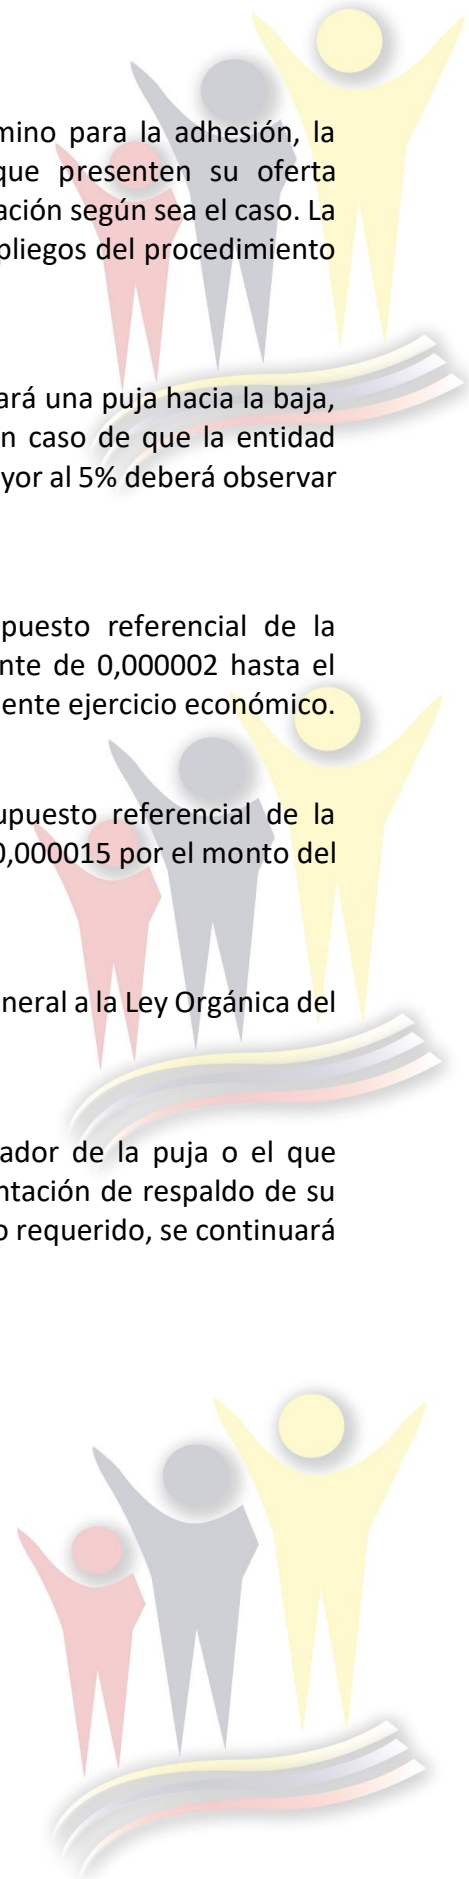 mino para la adhesión, la
que presenten su oferta
ación según sea el caso. La
pliegos del procedimiento
ará una puja hacia la baja,
n caso de que la entidad
yor al 5% deberá observar
puesto referencial de la
nte de 0,000002 hasta el
iente ejercicio económico.
upuesto referencial de la
0,000015 por el monto del
eneral a la Ley Orgánica del
ador de la puja o el que
ntación de respaldo de su
o requerido, se continuará